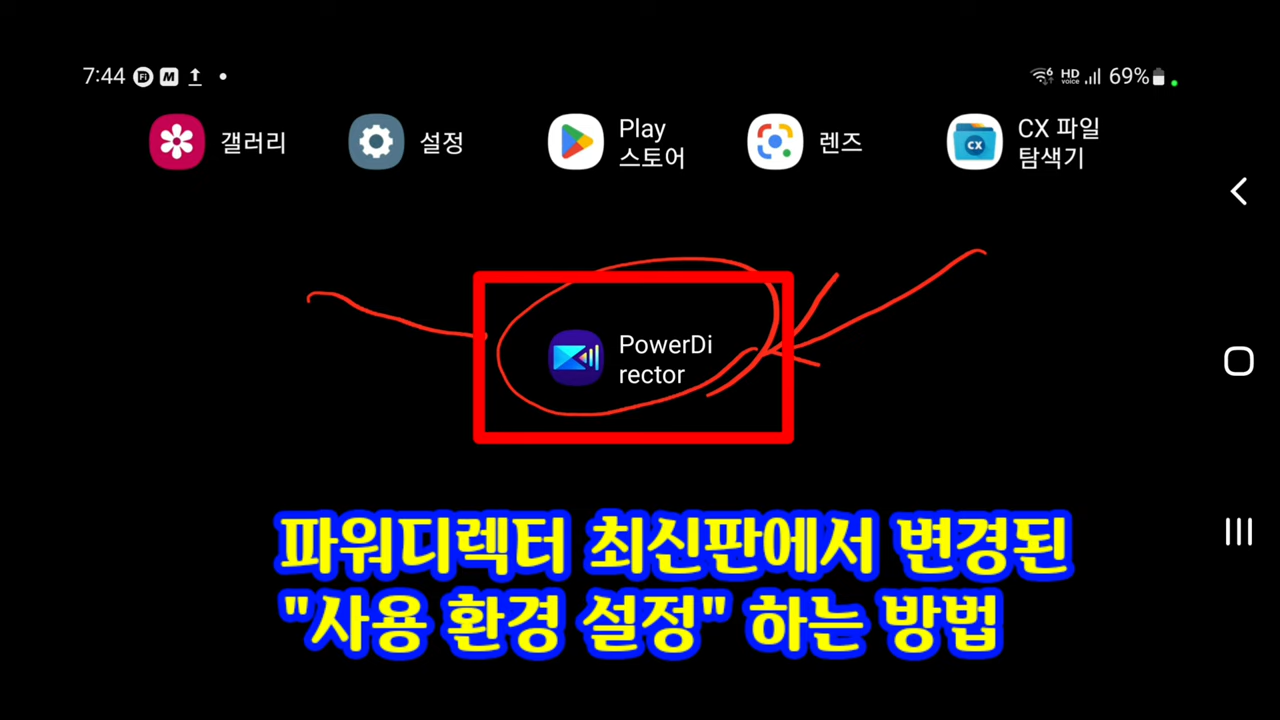 7:44
HD voice 69%
갤러리
설정
Play
스토어
렌즈
CX 파일
탐색기
PowerDi
rector
파워디렉터 최신판에서 변경된
"사용 환경 설정" 하는 방법